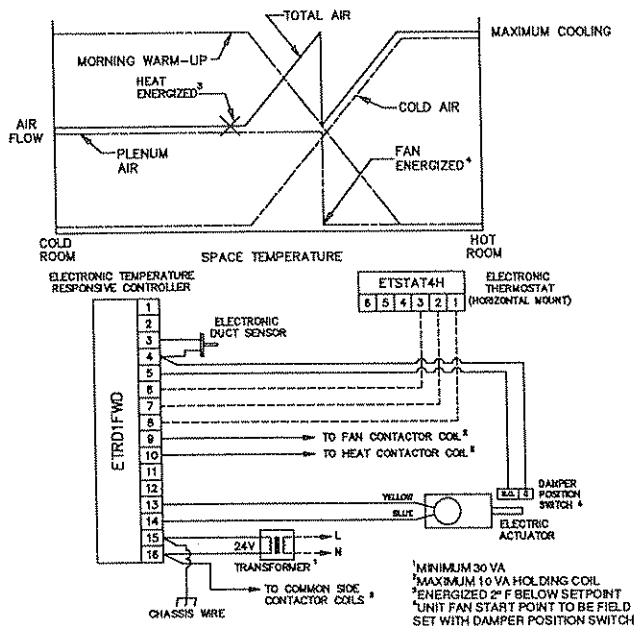 TOTAL AIR
MAXIMUM COOLING
MORNING WARM-UP
HEAT
ENERGIZED³
COLD AIR
AIR
FLOW
PLENUM
AIR
FAN
ENERGIZED⁴
COLD
ROOM
SPACE TEMPERATURE
HOT
ROOM
ELECTRONIC TEMPERATURE
RESPONSIVE CONTROLLER
ETSTAT4H
6 5 4 3 2 1
ELECTRONIC
THERMOSTAT
(HORIZONTAL MOUNT)
ETRD1FWD
1
2
3
4
5
6
7
8
9
10
11
12
13
14
15
16
ELECTRONIC
DUCT SENSOR
TO FAN CONTACTOR COIL²
TO HEAT CONTACTOR COIL²
YELLOW
BLUE
N.O. C
DAMPER
POSITION
SWITCH 4
ELECTRIC
ACTUATOR
24V
L
N
TRANSFORMER¹
TO COMMON SIDE
CONTACTOR COILS²
CHASSIS WIRE
¹MINIMUM 30 VA
²MAXIMUM 10 VA HOLDING COIL
³ENERGIZED 2° F BELOW SETPOINT
⁴UNIT FAN START POINT TO BE FIELD
SET WITH DAMPER POSITION SWITCH